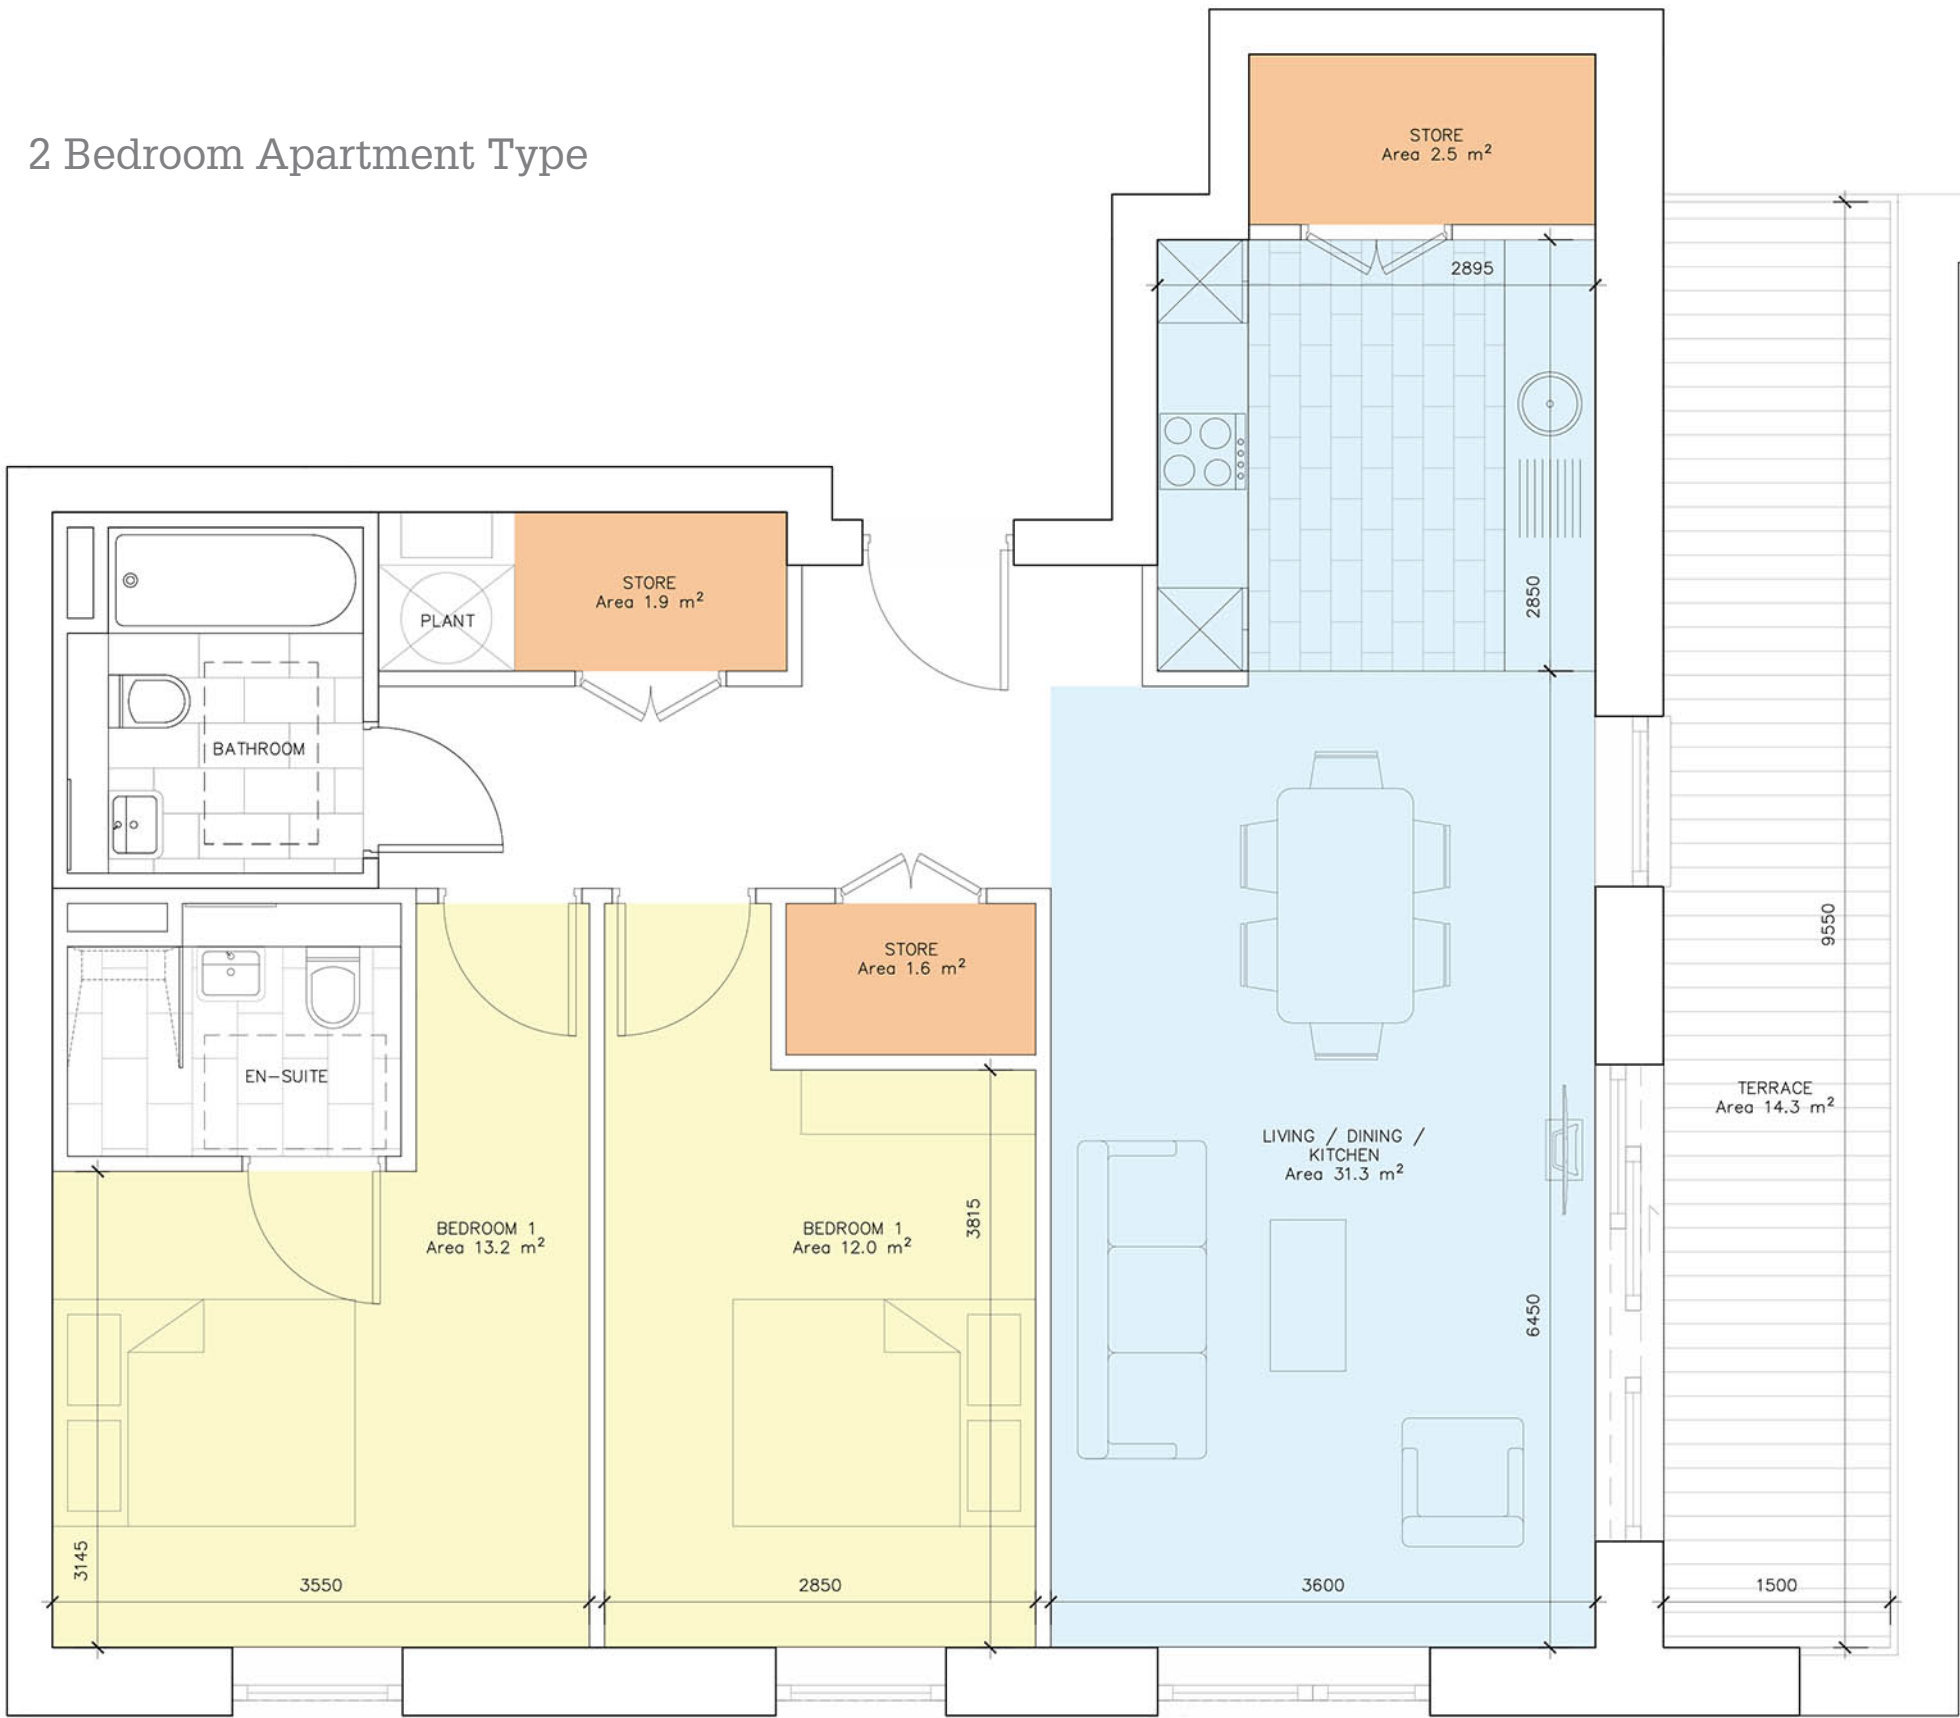 2 Bedroom Apartment Type
STORE
Area 2.5 m²
2895
STORE
Area 1.9 m²
PLANT
2850
BATHROOM
9550
STORE
Area 1.6 m²
EN-SUITE
TERRACE
Area 14.3 m²
LIVING / DINING /
KITCHEN
Area 31.3 m²
BEDROOM 1
Area 13.2 m²
BEDROOM 1
Area 12.0 m²
3815
6450
3145
3550
2850
3600
1500